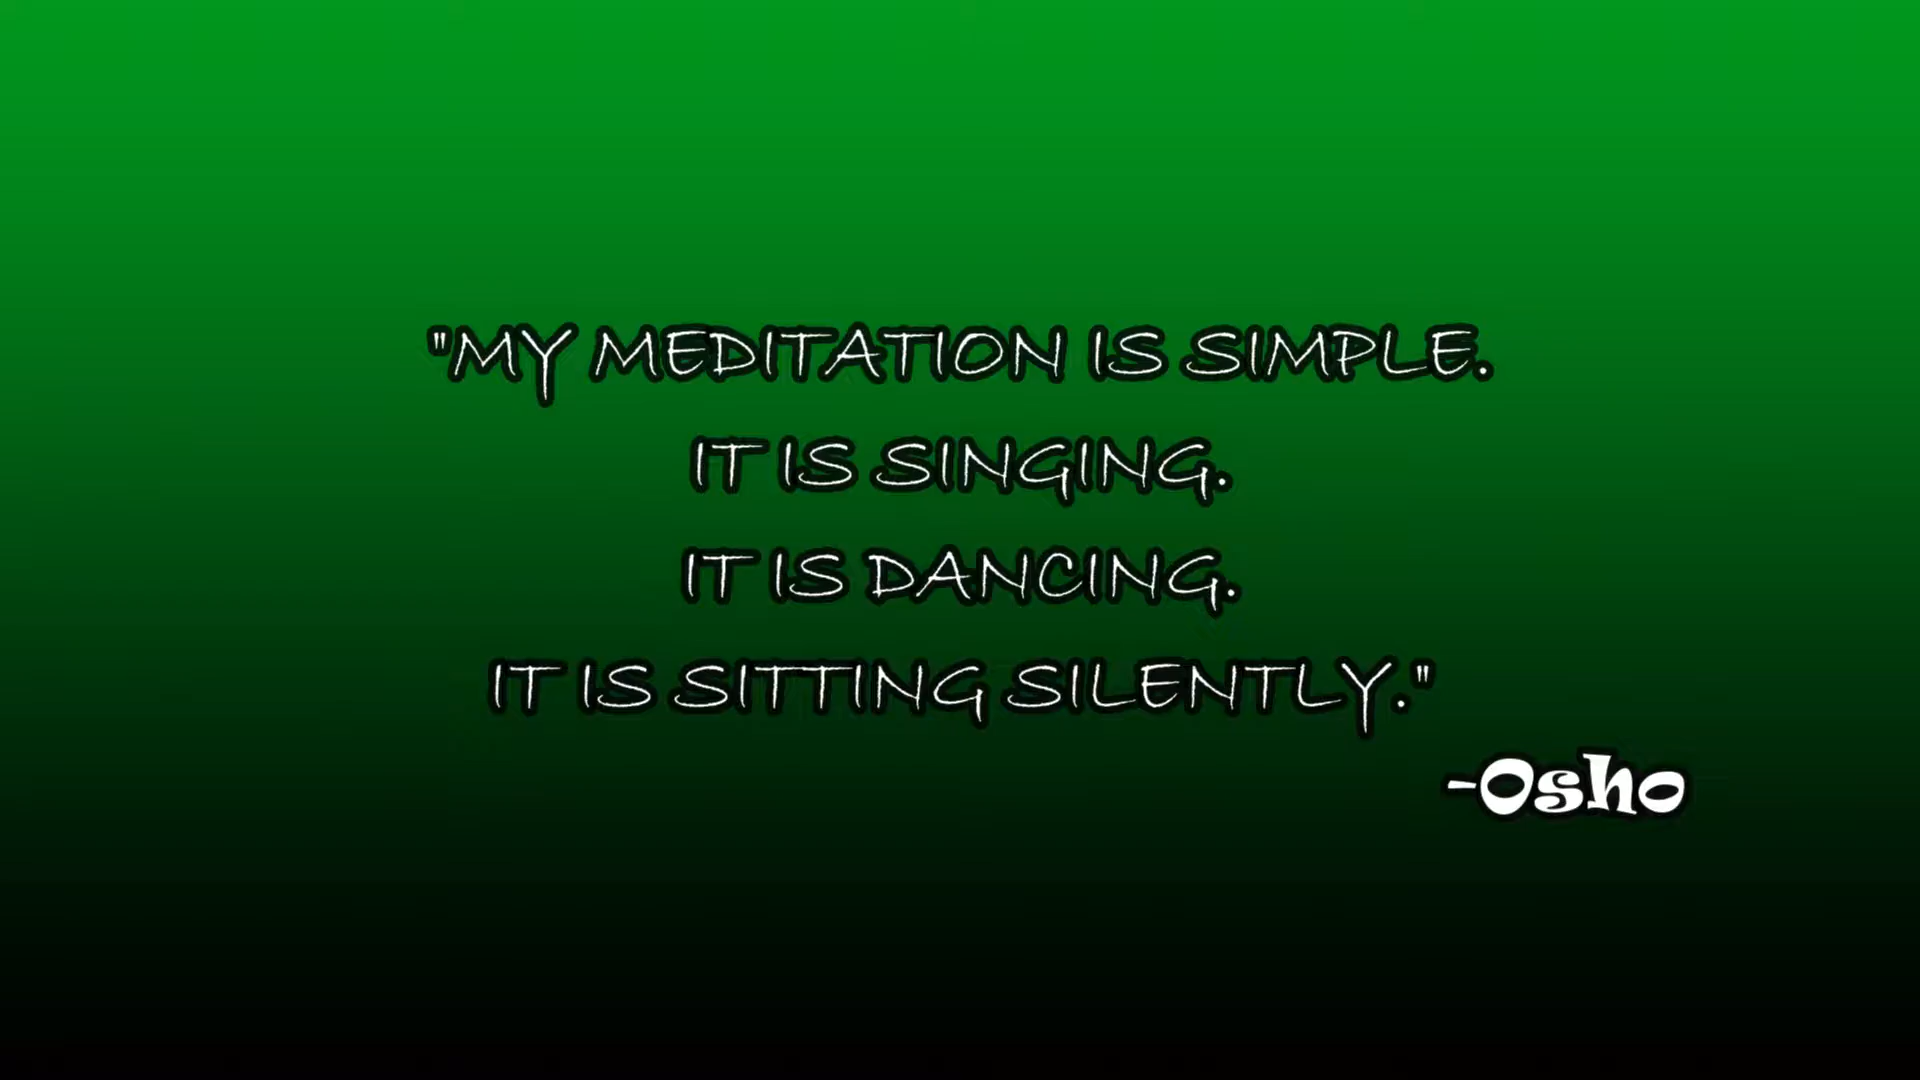 "MY MEDITATION IS SIMPLE.
IT IS SINGING.
IT IS DANCING.
IT IS SITTING SILENTLY."
-Osho